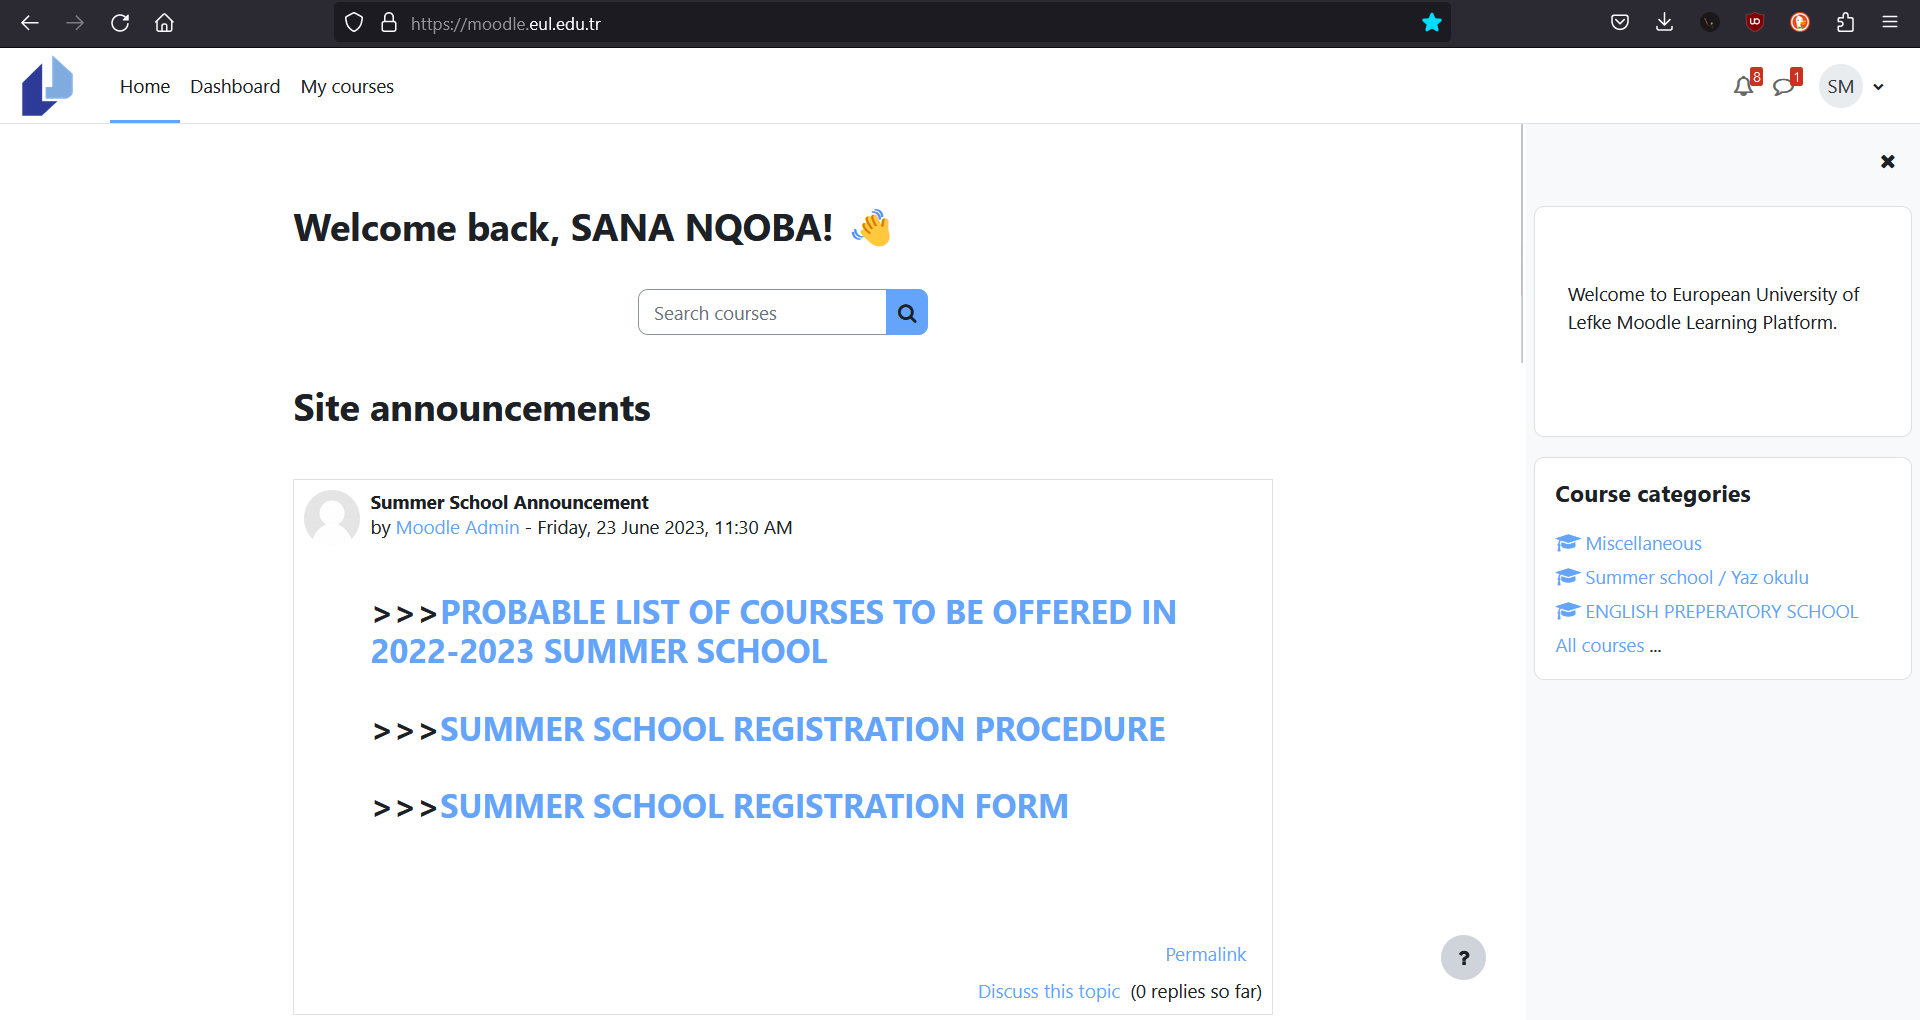 https://moodle.eul.edu.tr
Home Dashboard My courses
8 1 SM
Welcome back, SANA NQOBA! 👋
Search courses
Site announcements
Summer School Announcement
by Moodle Admin - Friday, 23 June 2023, 11:30 AM
>>>PROBABLE LIST OF COURSES TO BE OFFERED IN
2022-2023 SUMMER SCHOOL
>>>SUMMER SCHOOL REGISTRATION PROCEDURE
>>>SUMMER SCHOOL REGISTRATION FORM
Permalink
Discuss this topic (0 replies so far)
?
Welcome to European University of
Lefke Moodle Learning Platform.
Course categories
Miscellaneous
Summer school / Yaz okulu
ENGLISH PREPERATORY SCHOOL
All courses ...